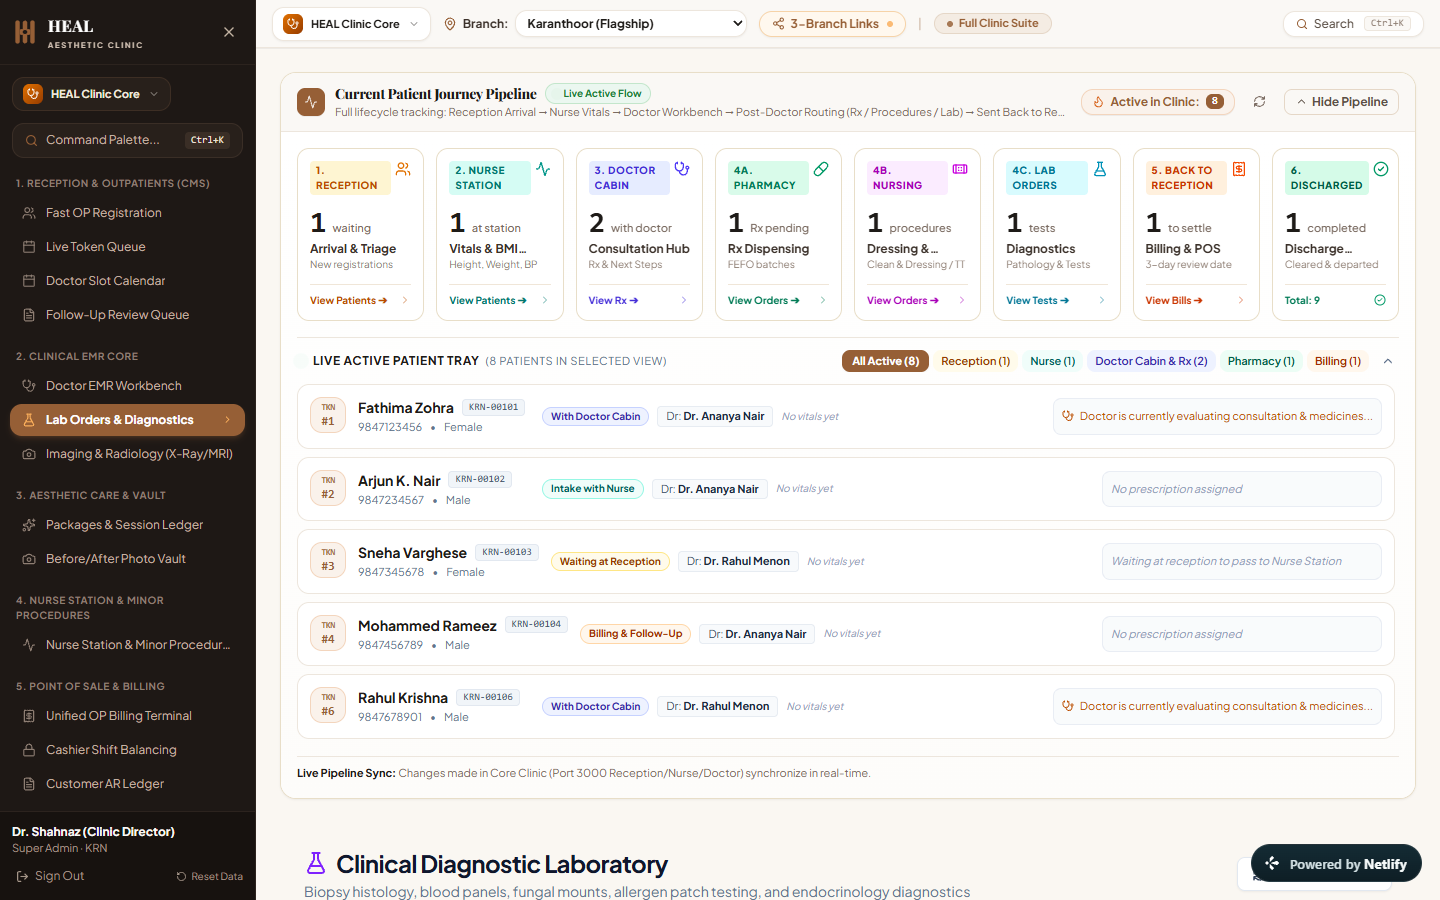 HEAL
AESTHETIC CLINIC
HEAL Clinic Core
Command Palette... Ctrl+K
1. RECEPTION & OUTPATIENTS (CMS)
Fast OP Registration
Live Token Queue
Doctor Slot Calendar
Follow-Up Review Queue
2. CLINICAL EMR CORE
Doctor EMR Workbench
Lab Orders & Diagnostics
Imaging & Radiology (X-Ray/MRI)
3. AESTHETIC CARE & VAULT
Packages & Session Ledger
Before/After Photo Vault
4. NURSE STATION & MINOR
PROCEDURES
Nurse Station & Minor Procedur...
5. POINT OF SALE & BILLING
Unified OP Billing Terminal
Cashier Shift Balancing
Customer AR Ledger
Dr. Shahnaz (Clinic Director)
Super Admin · KRN
Sign Out Reset Data
HEAL Clinic Core Branch: Karanthoor (Flagship) 3-Branch Links | Full Clinic Suite Search Ctrl+K
Current Patient Journey Pipeline Live Active Flow
Full lifecycle tracking: Reception Arrival → Nurse Vitals → Doctor Workbench → Post-Doctor Routing (Rx / Procedures / Lab) → Sent Back to Re...
Active in Clinic: 8 Hide Pipeline
1. RECEPTION
1 waiting
Arrival & Triage
New registrations
View Patients →
2. NURSE STATION
1 at station
Vitals & BMI...
Height, Weight, BP
View Patients →
3. DOCTOR CABIN
2 with doctor
Consultation Hub
Rx & Next Steps
View Rx →
4A. PHARMACY
1 Rx pending
Rx Dispensing
FEFO batches
View Orders →
4B. NURSING
1 procedures
Dressing &...
Clean & Dressing / TT
View Orders →
4C. LAB ORDERS
1 tests
Diagnostics
Pathology & Tests
View Tests →
5. BACK TO RECEPTION
1 to settle
Billing & POS
3-day review date
View Bills →
6. DISCHARGED
1 completed
Discharge...
Cleared & departed
Total: 9
LIVE ACTIVE PATIENT TRAY (8 PATIENTS IN SELECTED VIEW)
All Active (8) Reception (1) Nurse (1) Doctor Cabin & Rx (2) Pharmacy (1) Billing (1)
TKN #1 Fathima Zohra KRN-00101 With Doctor Cabin Dr: Dr. Ananya Nair No vitals yet Doctor is currently evaluating consultation & medicines...
9847123456 • Female
TKN #2 Arjun K. Nair KRN-00102 Intake with Nurse Dr: Dr. Ananya Nair No vitals yet No prescription assigned
9847234567 • Male
TKN #3 Sneha Varghese KRN-00103 Waiting at Reception Dr: Dr. Rahul Menon No vitals yet Waiting at reception to pass to Nurse Station
9847345678 • Female
TKN #4 Mohammed Rameez KRN-00104 Billing & Follow-Up Dr: Dr. Ananya Nair No vitals yet No prescription assigned
9847456789 • Male
TKN #6 Rahul Krishna KRN-00106 With Doctor Cabin Dr: Dr. Rahul Menon No vitals yet Doctor is currently evaluating consultation & medicines...
9847678901 • Male
Live Pipeline Sync: Changes made in Core Clinic (Port 3000 Reception/Nurse/Doctor) synchronize in real-time.
Clinical Diagnostic Laboratory
Biopsy histology, blood panels, fungal mounts, allergen patch testing, and endocrinology diagnostics
Powered by Netlify